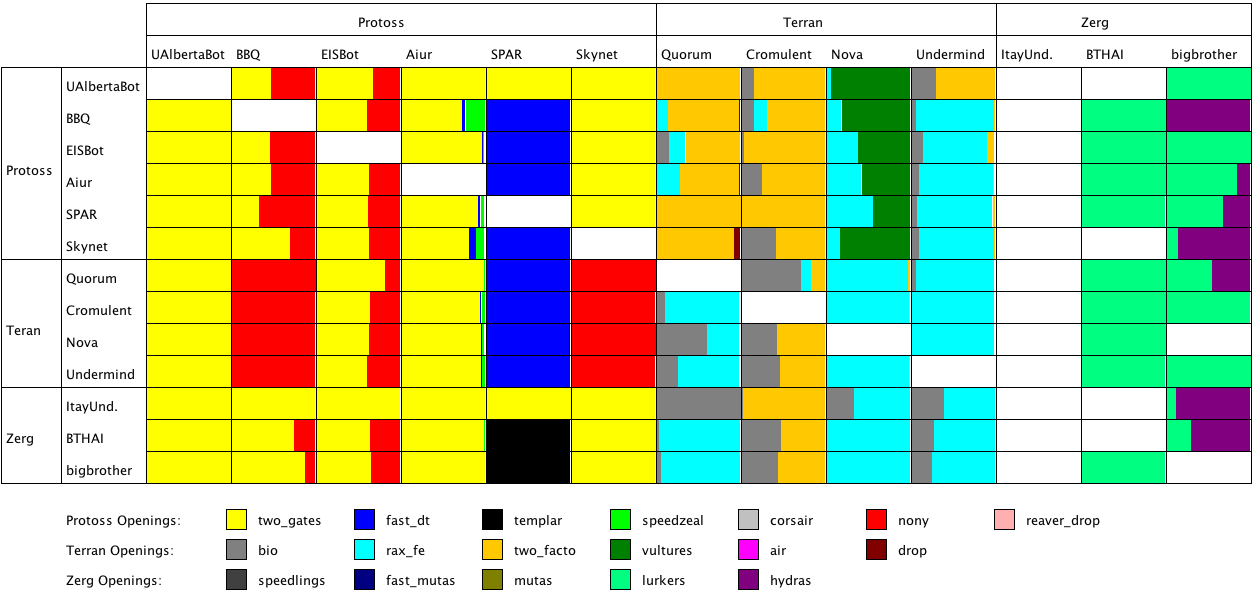 Protoss Terran Zerg
UAlbertaBot BBQ EISBot Aiur SPAR Skynet Quorum Cromulent Nova Undermind ItayUnd. BTHAI bigbrother
UAlbertaBot
BBQ
EISBot
Protoss
Aiur
SPAR
Skynet
Quorum
Cromulent
Teran
Nova
Undermind
ItayUnd.
Zerg BTHAI
bigbrother
Protoss Openings: two_gates fast_dt templar speedzeal corsair nony reaver_drop
Terran Openings: bio rax_fe two_facto vultures air drop
Zerg Openings: speedlings fast_mutas mutas lurkers hydras